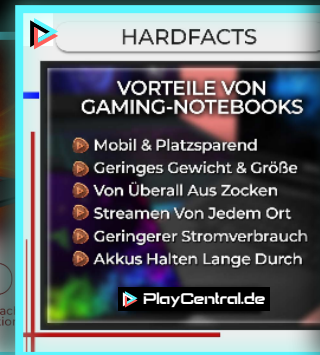 HARDFACTS
VORTEILE VON
GAMING-NOTEBOOKS
Mobil & Platzsparend
Geringes Gewicht & Größe
Von Überall Aus Zocken
Streamen Von Jedem Ort
Geringerer Stromverbrauch
Akkus Halten Lange Durch
PlayCentral.de